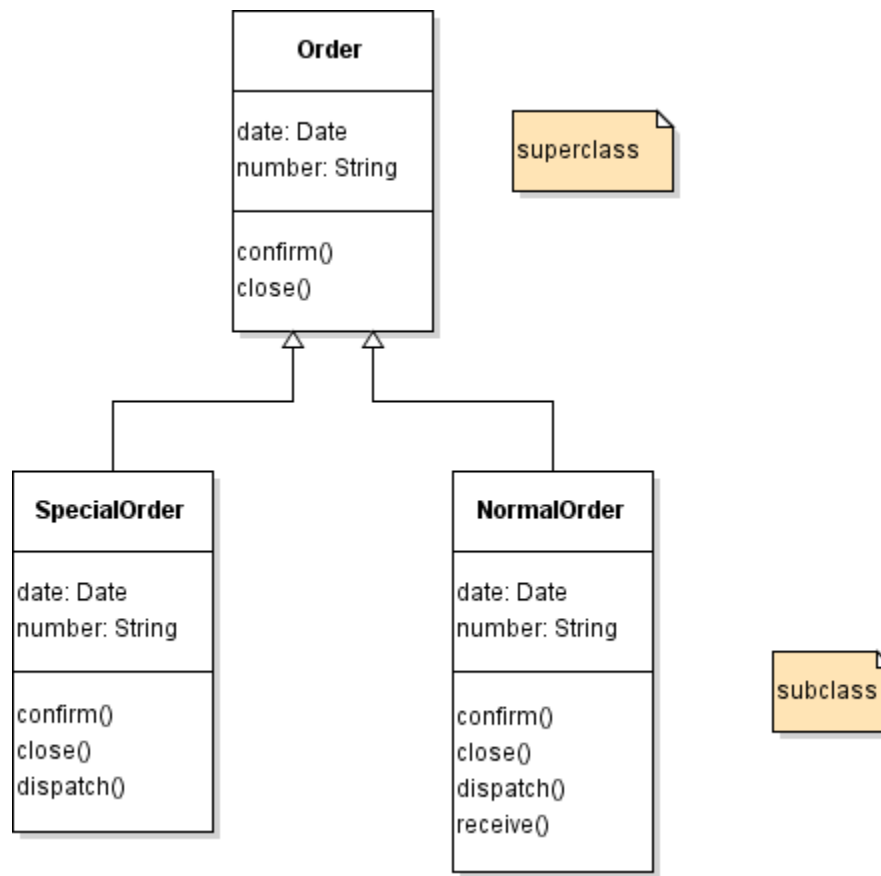 Order
date: Date
number: String
confirm()
close()
superclass
SpecialOrder
date: Date
number: String
confirm()
close()
dispatch()
NormalOrder
date: Date
number: String
confirm()
close()
dispatch()
receive()
subclass